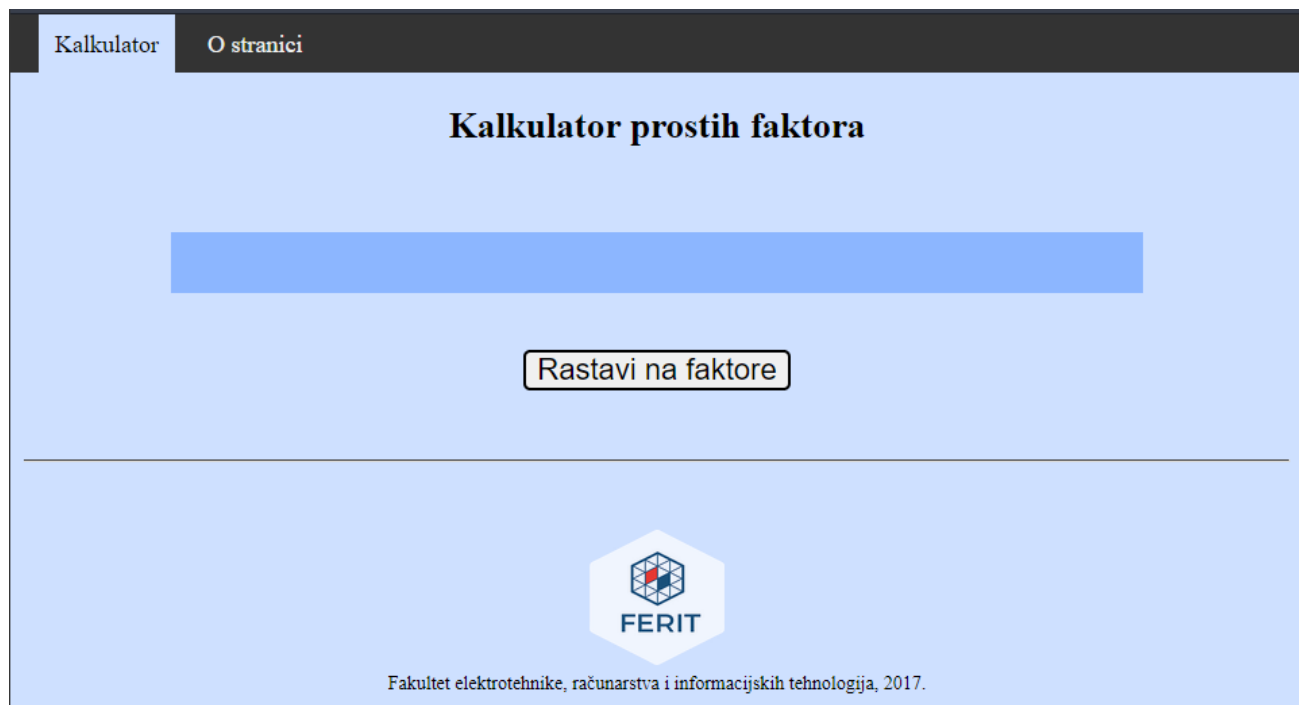 Kalkulator O stranici
Kalkulator prostih faktora
Rastavi na faktore
FERIT
Fakultet elektrotehnike, računarstva i informacijskih tehnologija, 2017.